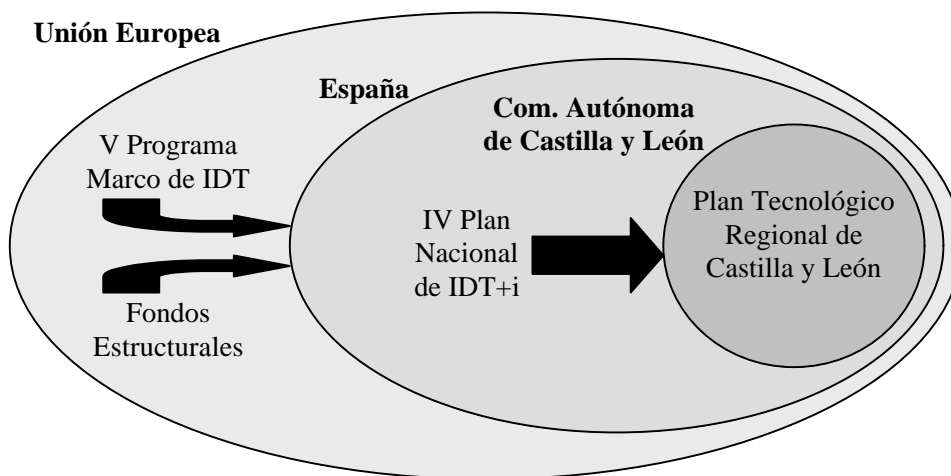 Unión Europea
España
Com. Autónoma
de Castilla y León
V Programa
Marco de IDT
Fondos
Estructurales
IV Plan
Nacional
de IDT+i
Plan Tecnológico
Regional de
Castilla y León